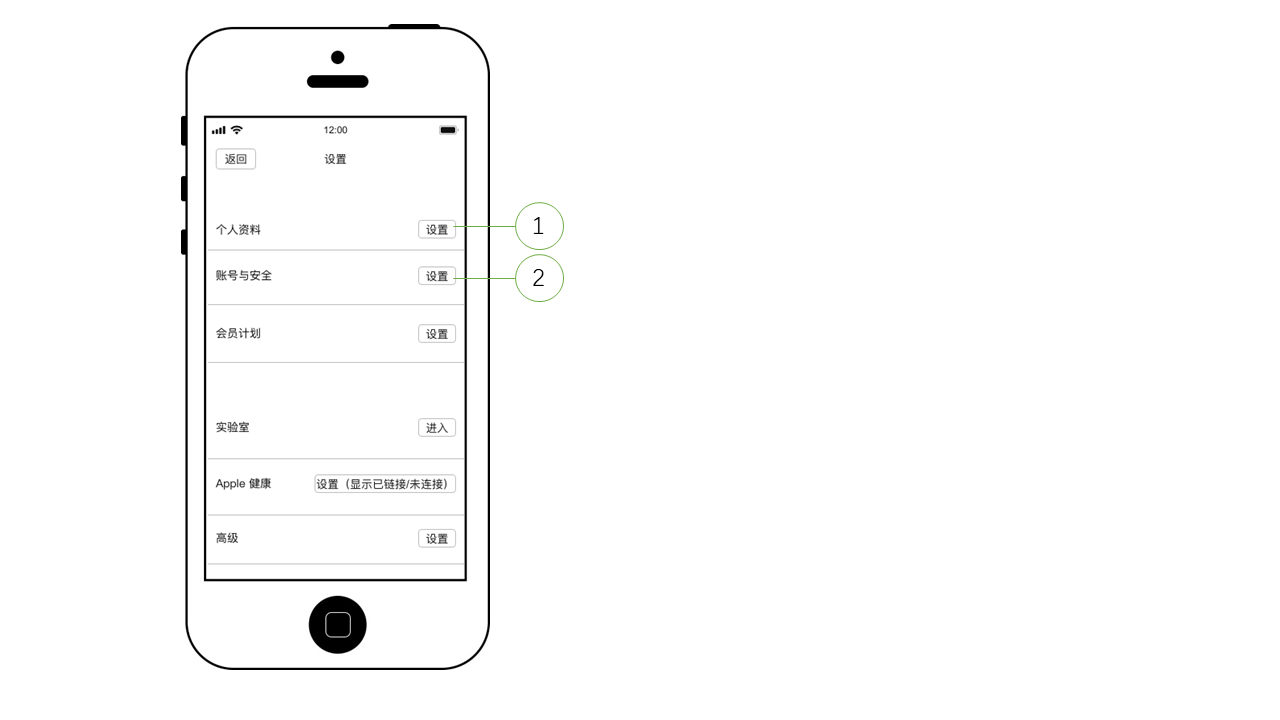 12:00
返回 设置
个人资料 设置 1
账号与安全 设置 2
会员计划 设置
实验室 进入
Apple 健康 设置（显示已链接/未连接）
高级 设置